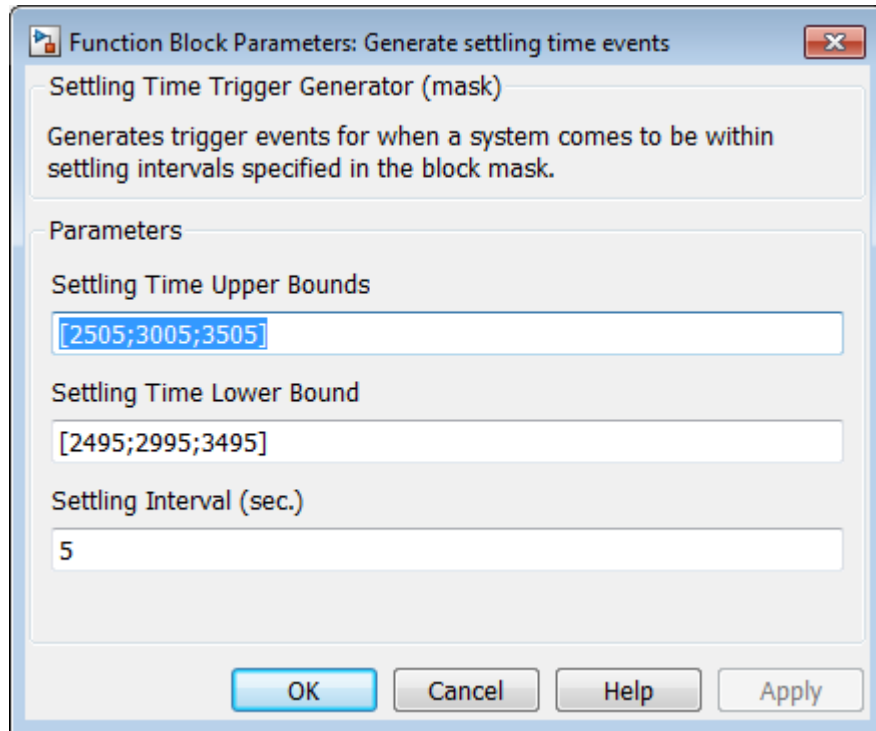 Function Block Parameters: Generate settling time events
Settling Time Trigger Generator (mask)
Generates trigger events for when a system comes to be within
settling intervals specified in the block mask.
Parameters
Settling Time Upper Bounds
[2505;3005;3505]
Settling Time Lower Bound
[2495;2995;3495]
Settling Interval (sec.)
5
OK Cancel Help Apply